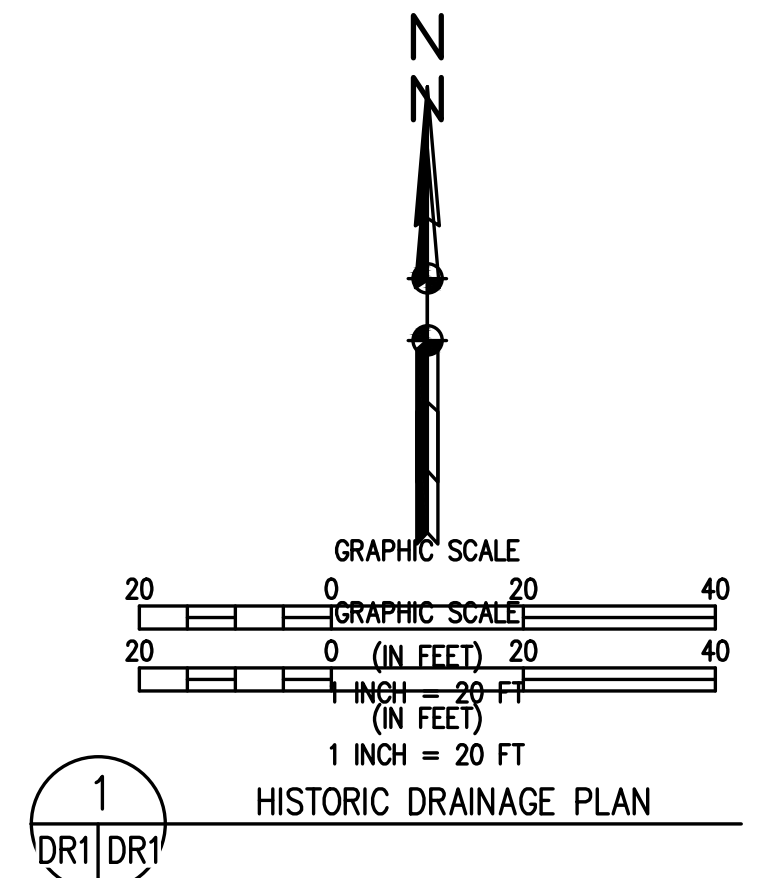 N
N
GRAPHIC SCALE
20 0 20 40
GRAPHIC SCALE
20 0 20 40
(IN FEET)
1 INCH = 20 FT
(IN FEET)
1 INCH = 20 FT
1
HISTORIC DRAINAGE PLAN
DR1 DR1